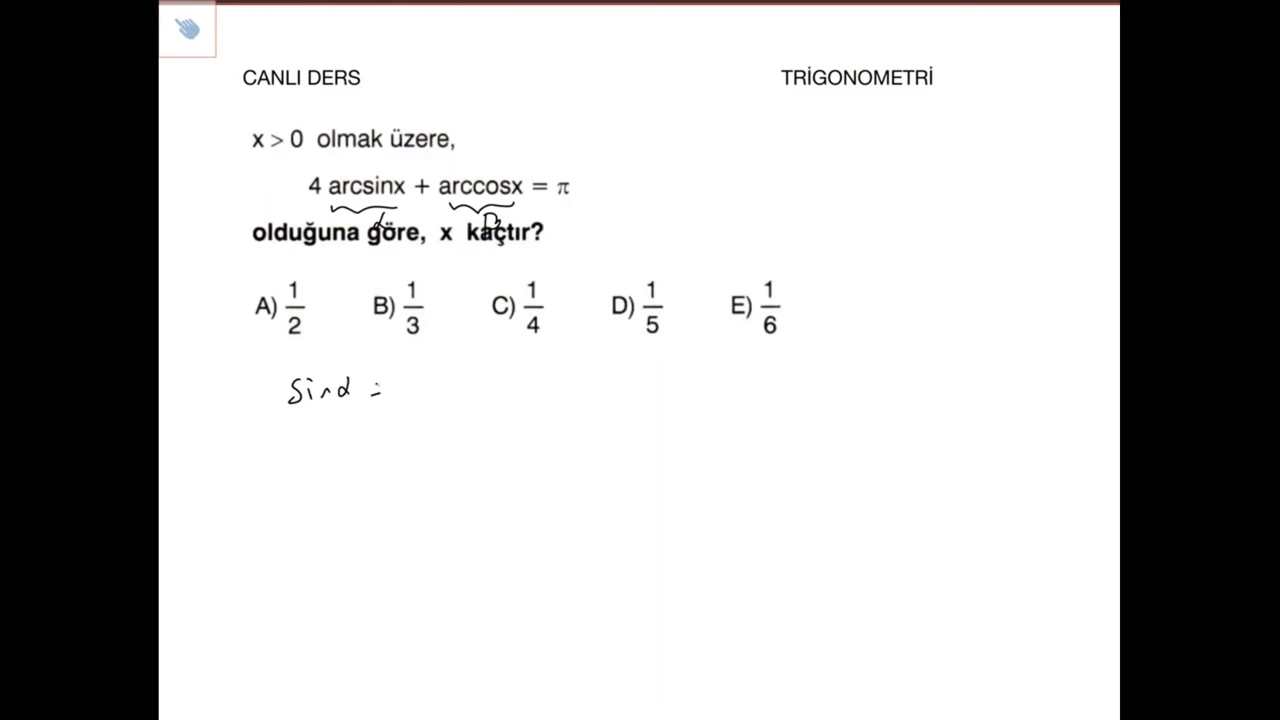 CANLI DERS TRİGONOMETRİ
x > 0 olmak üzere,
4 arcsinx + arccosx = π
α β
olduğuna göre, x kaçtır?
A) 1/2 B) 1/3 C) 1/4 D) 1/5 E) 1/6
Sinα =